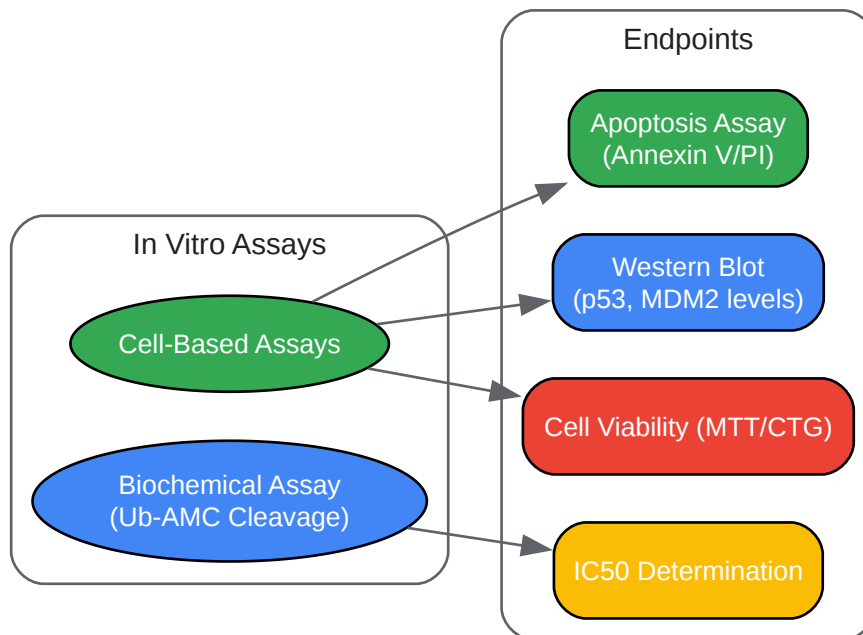 Endpoints
Apoptosis Assay
(Annexin V/PI)
In Vitro Assays
Western Blot
(p53, MDM2 levels)
Cell-Based Assays
Cell Viability (MTT/CTG)
Biochemical Assay
(Ub-AMC Cleavage)
IC50 Determination